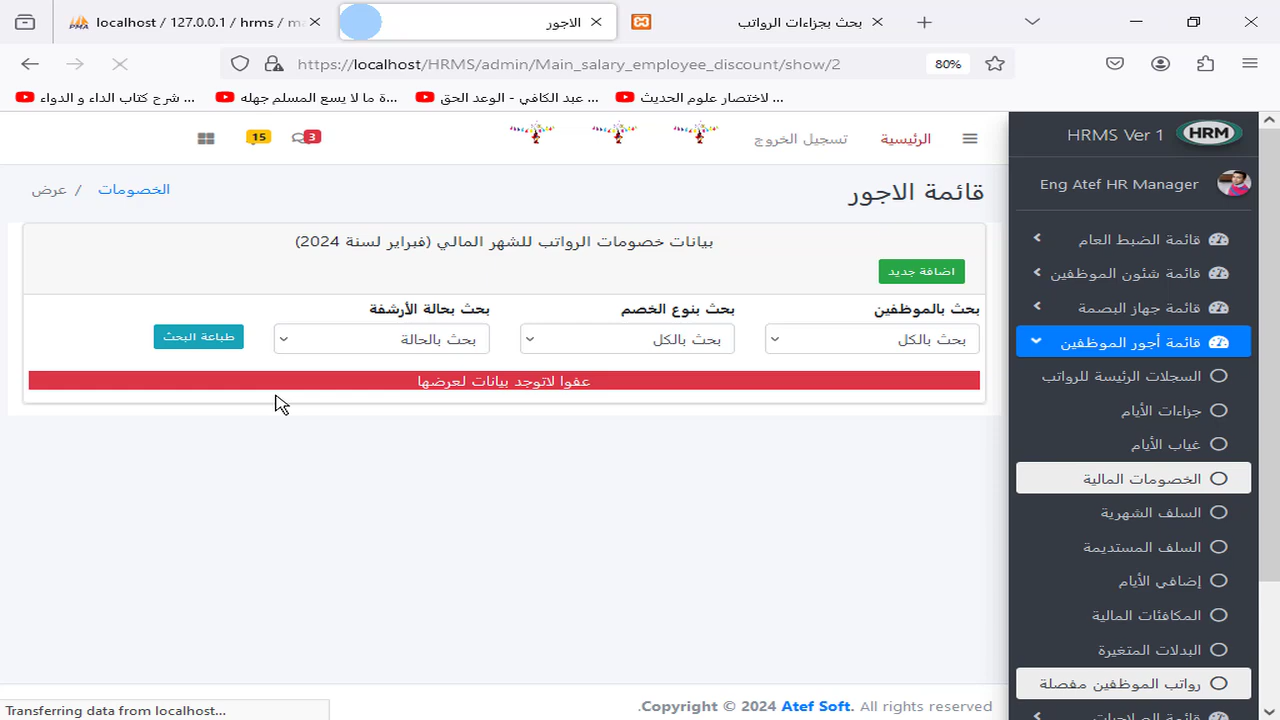 localhost / 127.0.0.1 / hrms / ma
الاجور
بحث بجزاءات الرواتب
https://localhost/HRMS/admin/Main_salary_employee_discount/show/2
80%
شرح كتاب الداء و الدواء ...
ة ما لا يسع المسلم جهله...
عبد الكافي - الوعد الحق ...
لاختصار علوم الحديث ...
HRMS Ver 1
HRM
الرئيسية
تسجيل الخروج
3
15
Eng Atef HR Manager
قائمة الاجور
الخصومات / عرض
بيانات خصومات الرواتب للشهر المالي (فبراير لسنة 2024)
اضافة جديد
بحث بالموظفين
بحث بنوع الخصم
بحث بحالة الأرشفة
بحث بالكل
بحث بالكل
بحث بالحالة
طباعة البحث
عفوا لاتوجد بيانات لعرضها
قائمة الضبط العام
قائمة شئون الموظفين
قائمة جهاز البصمة
قائمة أجور الموظفين
السجلات الرئيسة للرواتب
جزاءات الأيام
غياب الأيام
الخصومات المالية
السلف الشهرية
السلف المستديمة
إضافي الأيام
المكافئات المالية
البدلات المتغيرة
رواتب الموظفين مفصلة
قائمة الصلاحيات
.Copyright © 2024 Atef Soft. All rights reserved
Transferring data from localhost...